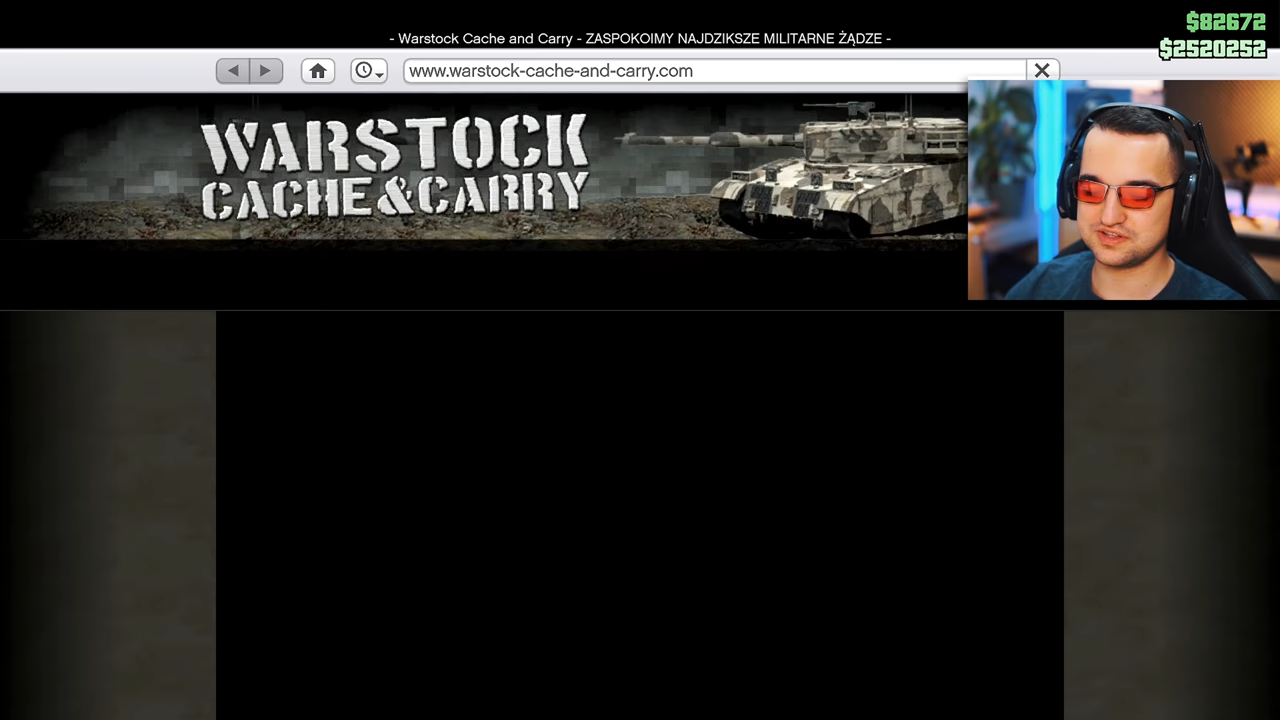 $82672
- Warstock Cache and Carry - ZASPOKOIMY NAJDZIKSZE MILITARNE ŻĄDZE -
$2520252
www.warstock-cache-and-carry.com
WARSTOCK
CACHE&CARRY